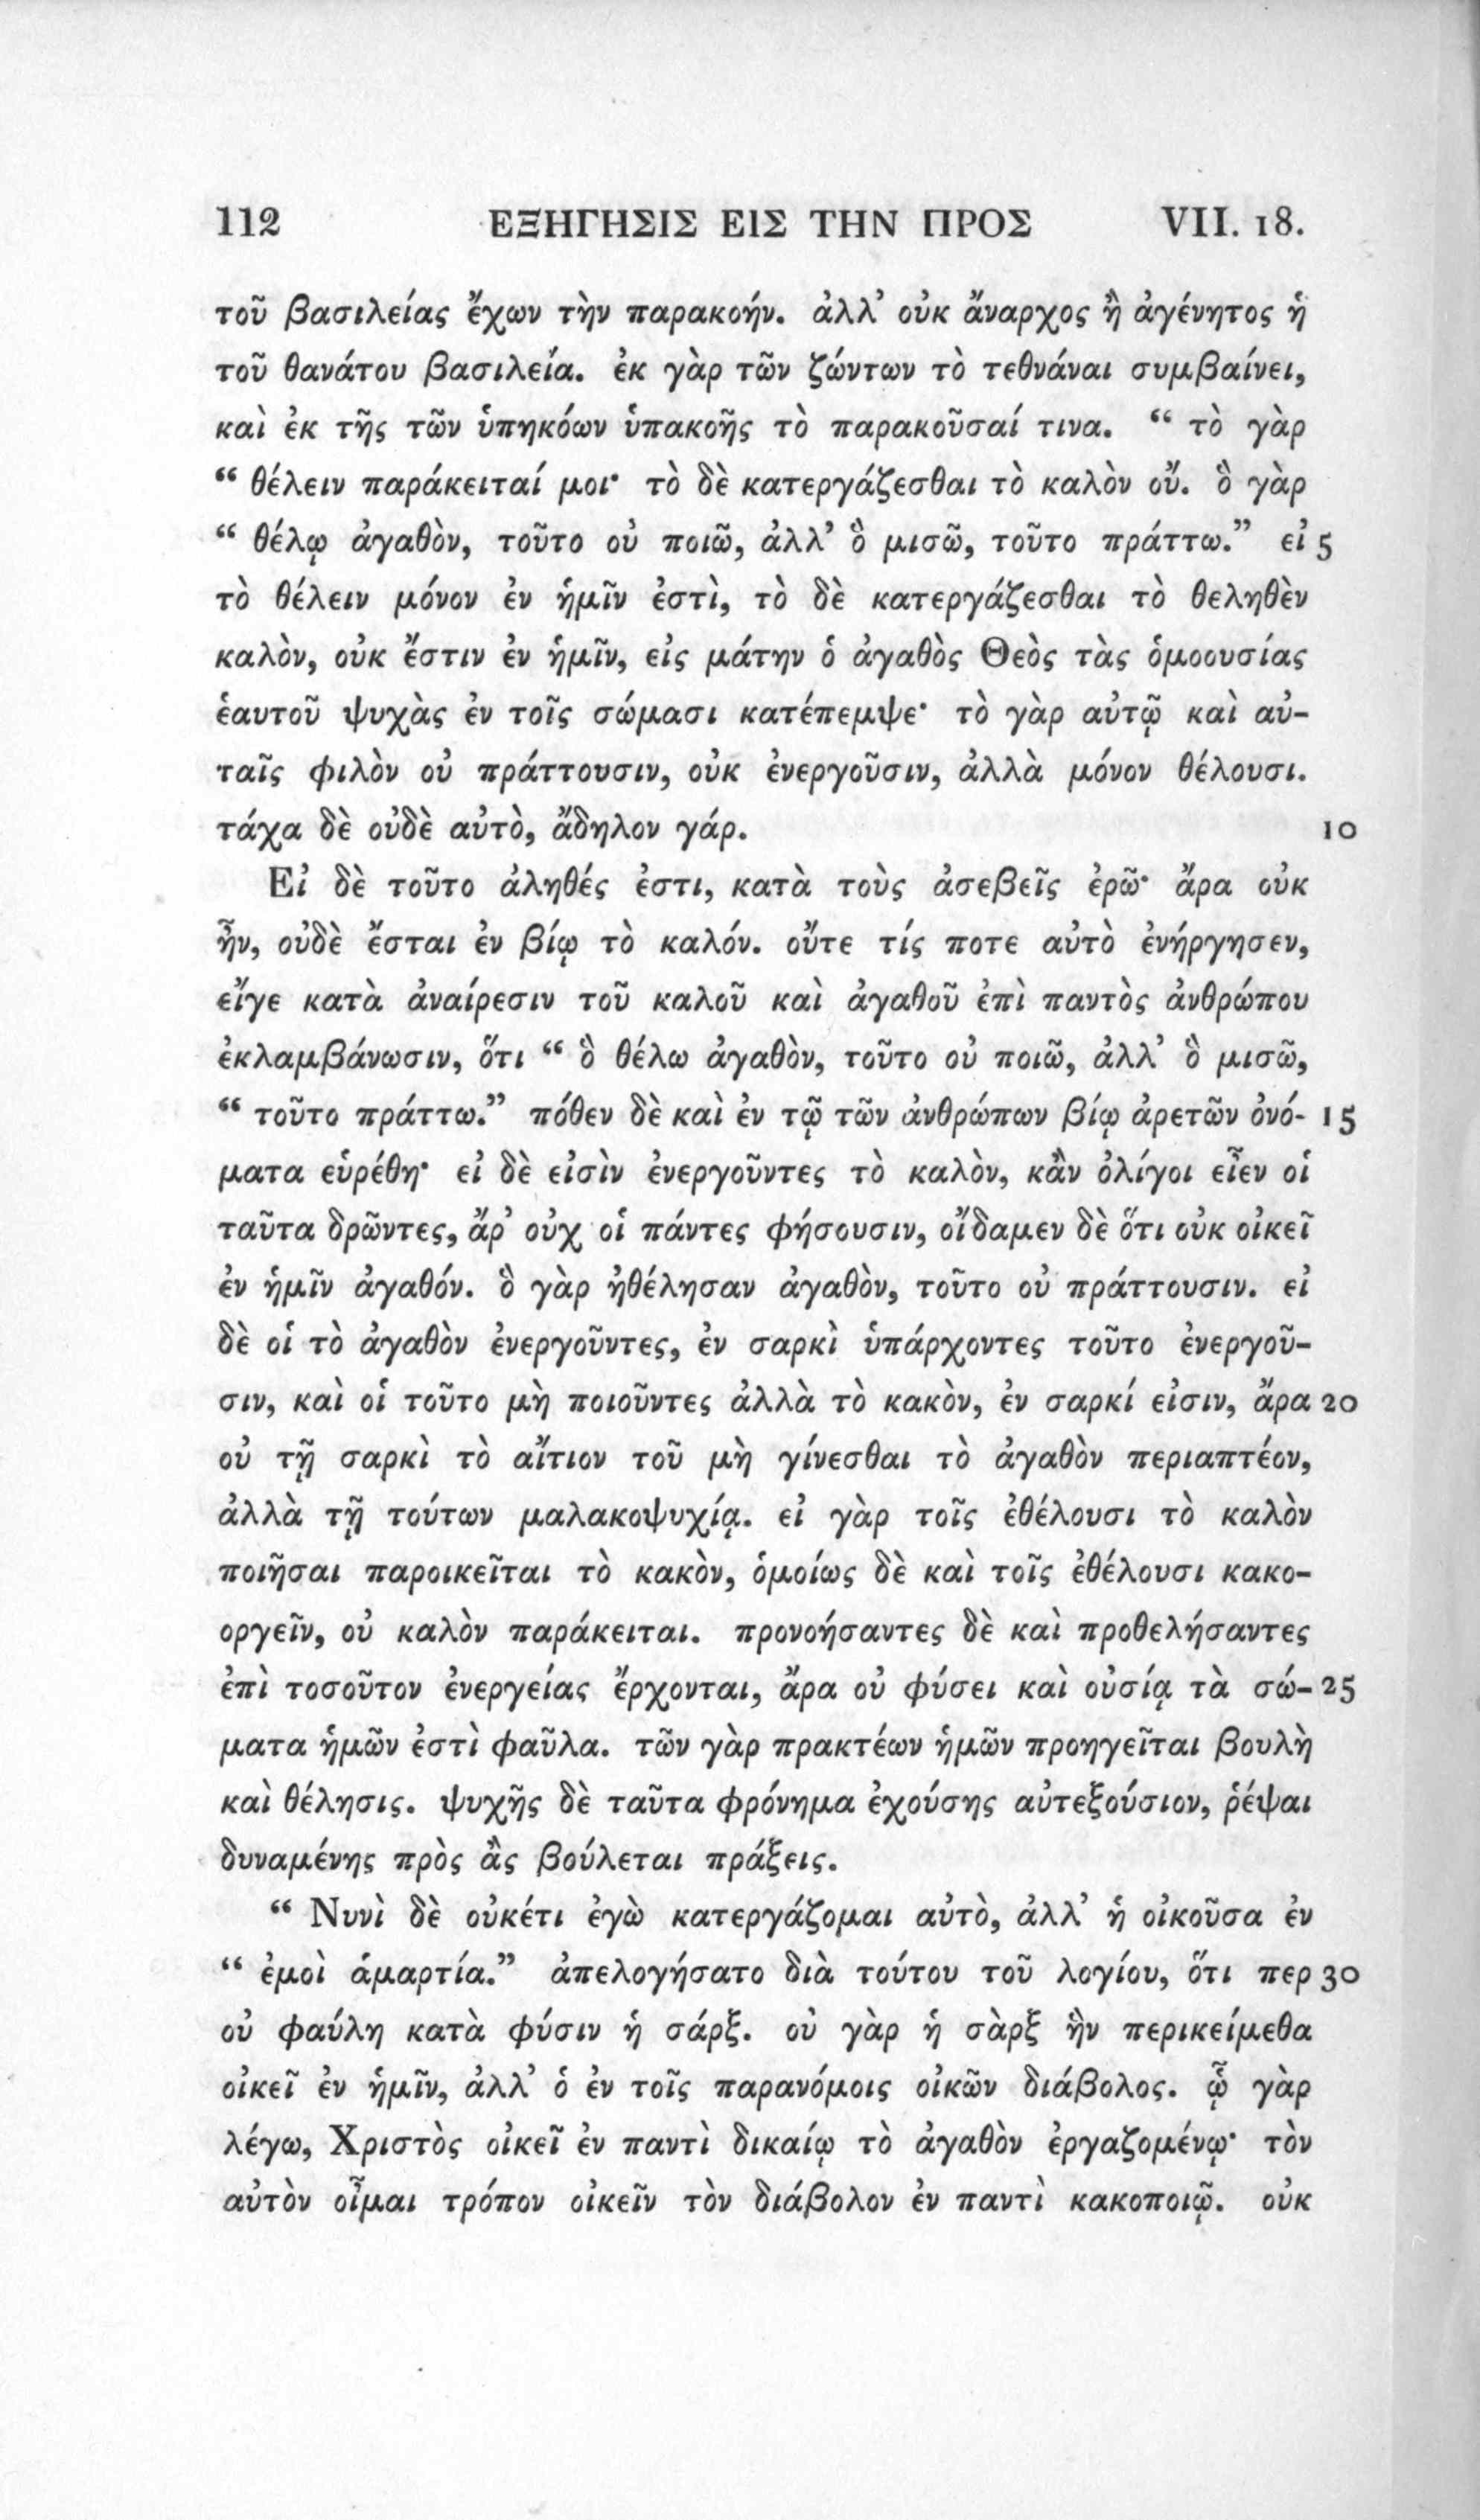 112 ΕΞΗΓΗΣΙΣ ΕΙΣ ΤΗΝ ΠΡΟΣ VII. 18.
τοῦ βασιλείας ἔχων τὴν παρακοήν. ἀλλ᾽ οὐκ ἄναρχος ἢ ἀγένητος ἡ
τοῦ θανάτου βασιλεία. ἐκ γὰρ τῶν ζώντων τὸ τεθνάναι συμβαίνει,
καὶ ἐκ τῆς τῶν ὑπηκόων ὑπακοῆς τὸ παρακοῦσαί τινα. “ τὸ γὰρ
“ θέλειν παράκειταί μοι· τὸ δὲ κατεργάζεσθαι τὸ καλὸν οὔ. ὃ γὰρ
“ θέλῳ ἀγαθὸν, τοῦτο οὐ ποιῶ, ἀλλ᾽ ὃ μισῶ, τοῦτο πράττω.” εἰ 5
τὸ θέλειν μόνον ἐν ἡμῖν ἐστὶ, τὸ δὲ κατεργάζεσθαι τὸ θεληθὲν
καλὸν, οὐκ ἔστιν ἐν ἡμῖν, εἰς μάτην ὁ ἀγαθὸς Θεὸς τὰς ὁμοουσίας
ἑαυτοῦ ψυχὰς ἐν τοῖς σώμασι κατέπεμψε· τὸ γὰρ αὐτῷ καὶ αὐ-
ταῖς φιλὸν οὐ πράττουσιν, οὐκ ἐνεργοῦσιν, ἀλλὰ μόνον θέλουσι.
τάχα δὲ οὐδὲ αὐτὸ, ἄδηλον γάρ. 10
Εἰ δὲ τοῦτο ἀληθές ἐστι, κατὰ τοὺς ἀσεβεῖς ἐρῶ· ἄρα οὐκ
ἦν, οὐδὲ ἔσται ἐν βίῳ τὸ καλόν. οὔτε τίς ποτε αὐτὸ ἐνήργησεν,
εἴγε κατὰ ἀναίρεσιν τοῦ καλοῦ καὶ ἀγαθοῦ ἐπὶ παντὸς ἀνθρώπου
ἐκλαμβάνωσιν, ὅτι “ ὃ θέλω ἀγαθὸν, τοῦτο οὐ ποιῶ, ἀλλ᾽ ὃ μισῶ,
“ τοῦτο πράττω.” πόθεν δὲ καὶ ἐν τῷ τῶν ἀνθρώπων βίῳ ἀρετῶν ὀνό- 15
ματα εὑρέθη· εἰ δὲ εἰσὶν ἐνεργοῦντες τὸ καλὸν, κἂν ὀλίγοι εἶεν οἱ
ταῦτα δρῶντες, ἄρ᾽ οὐχ οἱ πάντες φήσουσιν, οἴδαμεν δὲ ὅτι οὐκ οἰκεῖ
ἐν ἡμῖν ἀγαθόν. ὃ γὰρ ἠθέλησαν ἀγαθὸν, τοῦτο οὐ πράττουσιν. εἰ
δὲ οἱ τὸ ἀγαθὸν ἐνεργοῦντες, ἐν σαρκὶ ὑπάρχοντες τοῦτο ἐνεργοῦ-
σιν, καὶ οἱ τοῦτο μὴ ποιοῦντες ἀλλὰ τὸ κακὸν, ἐν σαρκί εἰσιν, ἄρα 20
οὐ τῇ σαρκὶ τὸ αἴτιον τοῦ μὴ γίνεσθαι τὸ ἀγαθὸν περιαπτέον,
ἀλλὰ τῇ τούτων μαλακοψυχίᾳ. εἰ γὰρ τοῖς ἐθέλουσι τὸ καλὸν
ποιῆσαι παροικεῖται τὸ κακὸν, ὁμοίως δὲ καὶ τοῖς ἐθέλουσι κακο-
οργεῖν, οὐ καλὸν παράκειται. προνοήσαντες δὲ καὶ προθελήσαντες
ἐπὶ τοσοῦτον ἐνεργείας ἔρχονται, ἄρα οὐ φύσει καὶ οὐσίᾳ τὰ σώ- 25
ματα ἡμῶν ἐστὶ φαῦλα. τῶν γὰρ πρακτέων ἡμῶν προηγεῖται βουλὴ
καὶ θέλησις. ψυχῆς δὲ ταῦτα φρόνημα ἐχούσης αὐτεξούσιον, ῥέψαι
δυναμένης πρὸς ἃς βούλεται πράξεις.
“ Νυνὶ δὲ οὐκέτι ἐγὼ κατεργάζομαι αὐτὸ, ἀλλ᾽ ἡ οἰκοῦσα ἐν
“ ἐμοὶ ἁμαρτία.” ἀπελογήσατο διὰ τούτου τοῦ λογίου, ὅτι περ 30
οὐ φαύλη κατὰ φύσιν ἡ σάρξ. οὐ γὰρ ἡ σὰρξ ἣν περικείμεθα
οἰκεῖ ἐν ἡμῖν, ἀλλ᾽ ὁ ἐν τοῖς παρανόμοις οἰκῶν διάβολος. ᾧ γὰρ
λέγω, Χριστὸς οἰκεῖ ἐν παντὶ δικαίῳ τὸ ἀγαθὸν ἐργαζομένῳ· τὸν
αὐτὸν οἶμαι τρόπον οἰκεῖν τὸν διάβολον ἐν παντὶ κακοποιῷ. οὐκ